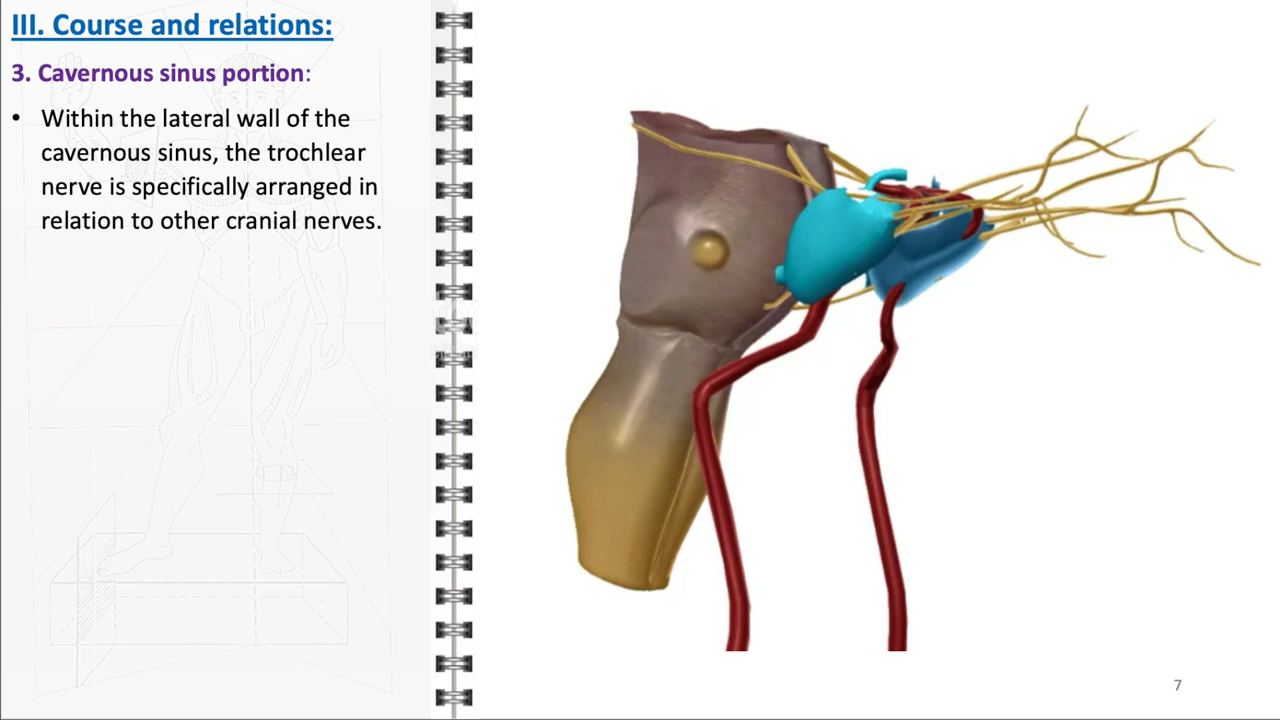 III. Course and relations:
3. Cavernous sinus portion:
• Within the lateral wall of the
cavernous sinus, the trochlear
nerve is specifically arranged in
relation to other cranial nerves.
7